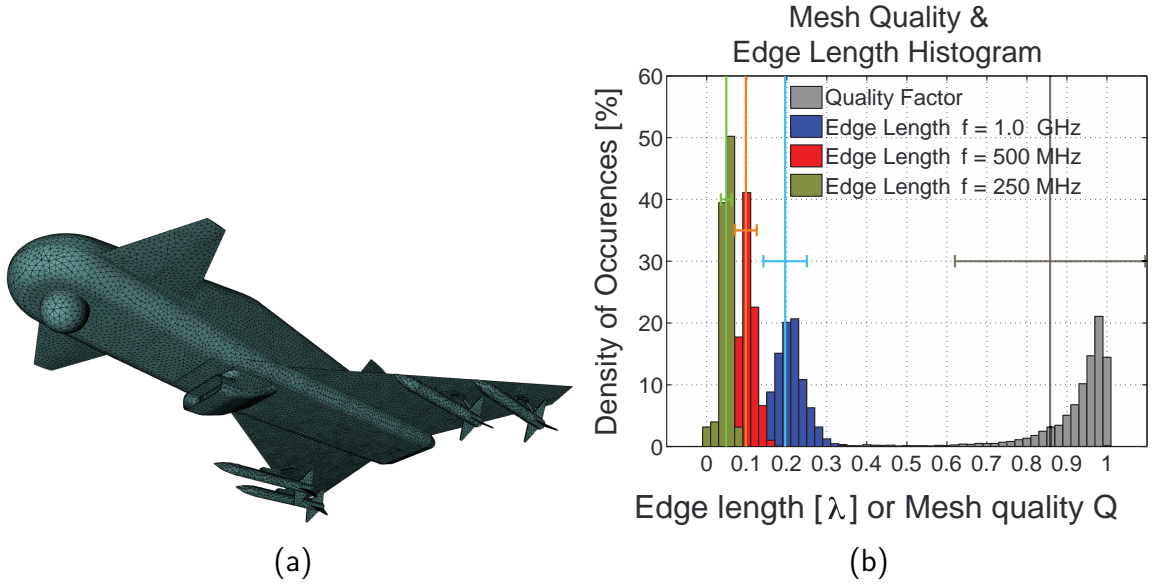 Mesh Quality &
Edge Length Histogram
Density of Occurences [%]
60
50
40
30
20
10
0
Quality Factor
Edge Length f = 1.0 GHz
Edge Length f = 500 MHz
Edge Length f = 250 MHz
0 0.1 0.2 0.3 0.4 0.5 0.6 0.7 0.8 0.9 1
Edge length [λ] or Mesh quality Q
(a) (b)